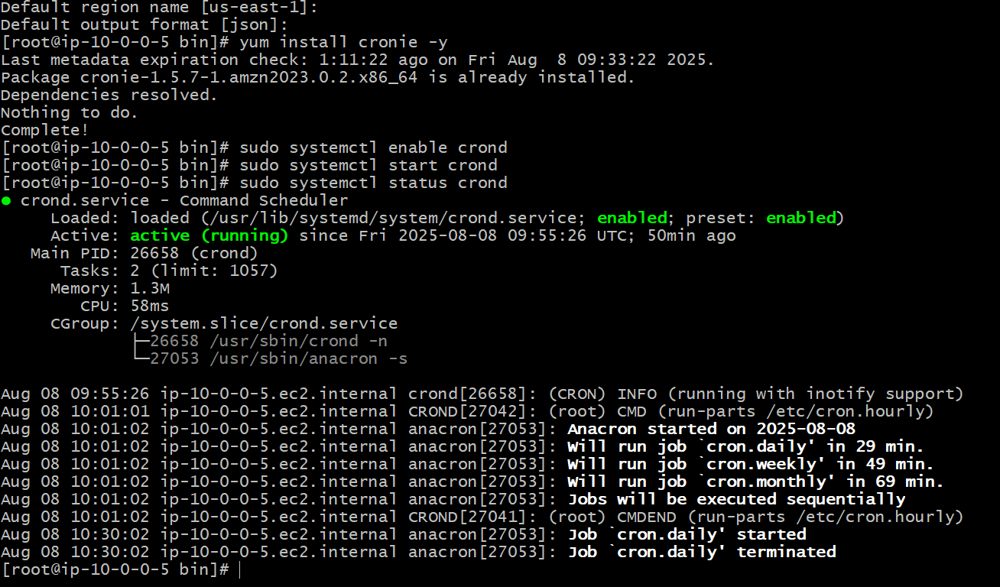 Default region name [us-east-1]:
Default output format [json]:
[root@ip-10-0-0-5 bin]# yum install cronie -y
Last metadata expiration check: 1:11:22 ago on Fri Aug  8 09:33:22 2025.
Package cronie-1.5.7-1.amzn2023.0.2.x86_64 is already installed.
Dependencies resolved.
Nothing to do.
Complete!
[root@ip-10-0-0-5 bin]# sudo systemctl enable crond
[root@ip-10-0-0-5 bin]# sudo systemctl start crond
[root@ip-10-0-0-5 bin]# sudo systemctl status crond
● crond.service - Command Scheduler
     Loaded: loaded (/usr/lib/systemd/system/crond.service; enabled; preset: enabled)
     Active: active (running) since Fri 2025-08-08 09:55:26 UTC; 50min ago
   Main PID: 26658 (crond)
      Tasks: 2 (limit: 1057)
     Memory: 1.3M
        CPU: 58ms
     CGroup: /system.slice/crond.service
             ├─26658 /usr/sbin/crond -n
             └─27053 /usr/sbin/anacron -s
Aug 08 09:55:26 ip-10-0-0-5.ec2.internal crond[26658]: (CRON) INFO (running with inotify support)
Aug 08 10:01:01 ip-10-0-0-5.ec2.internal CROND[27042]: (root) CMD (run-parts /etc/cron.hourly)
Aug 08 10:01:02 ip-10-0-0-5.ec2.internal anacron[27053]: Anacron started on 2025-08-08
Aug 08 10:01:02 ip-10-0-0-5.ec2.internal anacron[27053]: Will run job `cron.daily' in 29 min.
Aug 08 10:01:02 ip-10-0-0-5.ec2.internal anacron[27053]: Will run job `cron.weekly' in 49 min.
Aug 08 10:01:02 ip-10-0-0-5.ec2.internal anacron[27053]: Will run job `cron.monthly' in 69 min.
Aug 08 10:01:02 ip-10-0-0-5.ec2.internal anacron[27053]: Jobs will be executed sequentially
Aug 08 10:01:02 ip-10-0-0-5.ec2.internal CROND[27041]: (root) CMDEND (run-parts /etc/cron.hourly)
Aug 08 10:30:02 ip-10-0-0-5.ec2.internal anacron[27053]: Job `cron.daily' started
Aug 08 10:30:02 ip-10-0-0-5.ec2.internal anacron[27053]: Job `cron.daily' terminated
[root@ip-10-0-0-5 bin]#